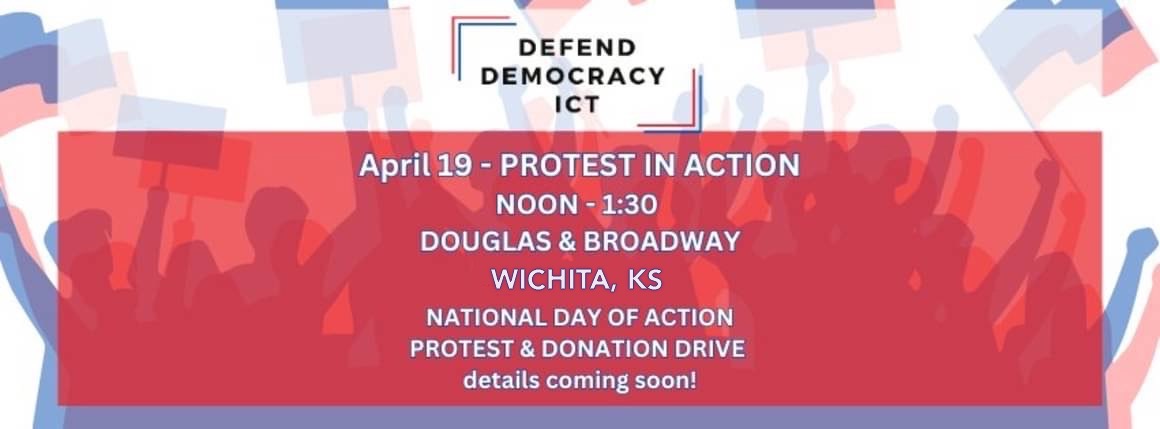 DEFEND
DEMOCRACY
ICT
April 19 - PROTEST IN ACTION
NOON - 1:30
DOUGLAS & BROADWAY
WICHITA, KS
NATIONAL DAY OF ACTION
PROTEST & DONATION DRIVE
details coming soon!